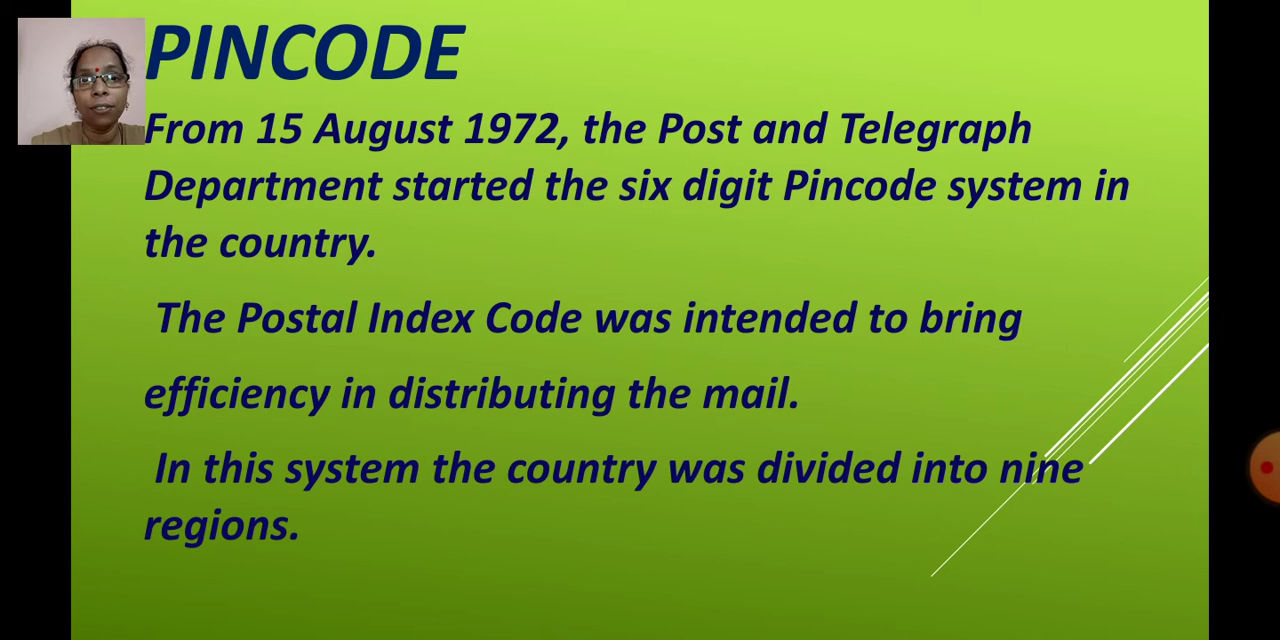 PINCODE
From 15 August 1972, the Post and Telegraph
Department started the six digit Pincode system in
the country.
The Postal Index Code was intended to bring
efficiency in distributing the mail.
In this system the country was divided into nine
regions.